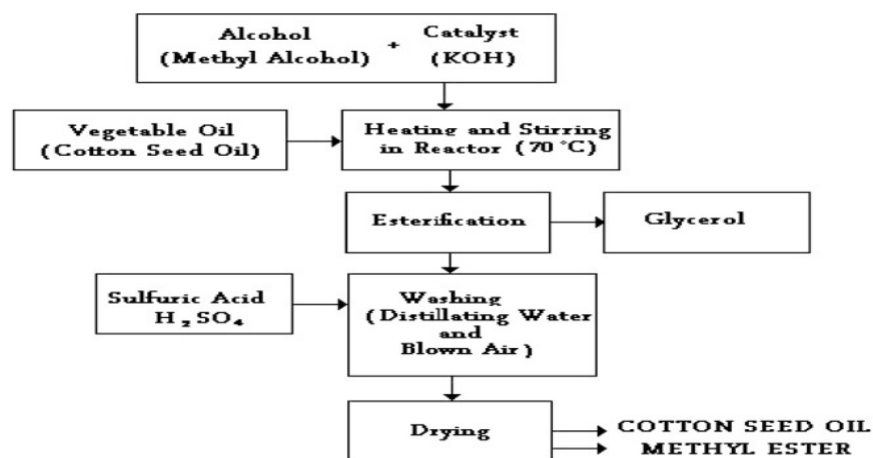 Alcohol + Catalyst
(Methyl Alcohol) (KOH)
Vegetable Oil
(Cotton Seed Oil)
Heating and Stirring
in Reactor (70 °C)
Esterification
Glycerol
Sulfuric Acid
H₂SO₄
Washing
(Distillating Water
and
Blown Air)
Drying
COTTON SEED OIL
METHYL ESTER